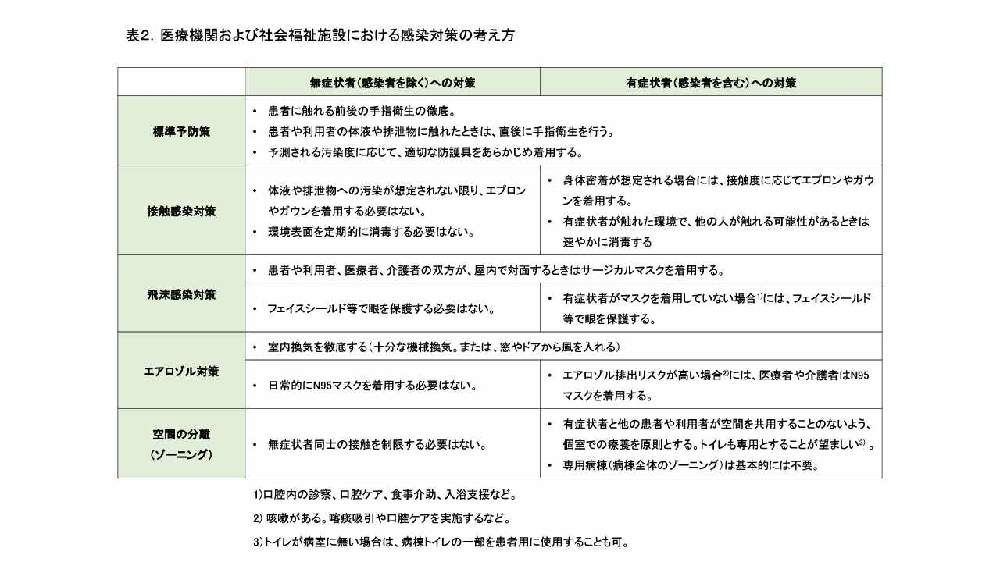 表２．医療機関および社会福祉施設における感染対策の考え方
無症状者（感染者を除く）への対策
有症状者（感染者を含む）への対策
標準予防策
• 患者に触れる前後の手指衛生の徹底。
• 患者や利用者の体液や排泄物に触れたときは、直後に手指衛生を行う。
• 予測される汚染度に応じて、適切な防護具をあらかじめ着用する。
接触感染対策
• 体液や排泄物への汚染が想定されない限り、エプロン
やガウンを着用する必要はない。
• 環境表面を定期的に消毒する必要はない。
• 身体密着が想定される場合には、接触度に応じてエプロンやガウ
ンを着用する。
• 有症状者が触れた環境で、他の人が触れる可能性があるときは
速やかに消毒する
飛沫感染対策
• 患者や利用者、医療者、介護者の双方が、屋内で対面するときはサージカルマスクを着用する。
• フェイスシールド等で眼を保護する必要はない。
• 有症状者がマスクを着用していない場合1)には、フェイスシールド
等で眼を保護する。
エアロゾル対策
• 室内換気を徹底する（十分な機械換気。または、窓やドアから風を入れる）
• 日常的にN95マスクを着用する必要はない。
• エアロゾル排出リスクが高い場合2)には、医療者や介護者はN95
マスクを着用する。
空間の分離
（ゾーニング）
• 無症状者同士の接触を制限する必要はない。
• 有症状者と他の患者や利用者が空間を共用することのないよう、
個室での療養を原則とする。トイレも専用とすることが望ましい3) 。
• 専用病棟（病棟全体のゾーニング）は基本的には不要。
1)口腔内の診察、口腔ケア、食事介助、入浴支援など。
2) 咳嗽がある。喀痰吸引や口腔ケアを実施するなど。
3)トイレが病室に無い場合は、病棟トイレの一部を患者用に使用することも可。